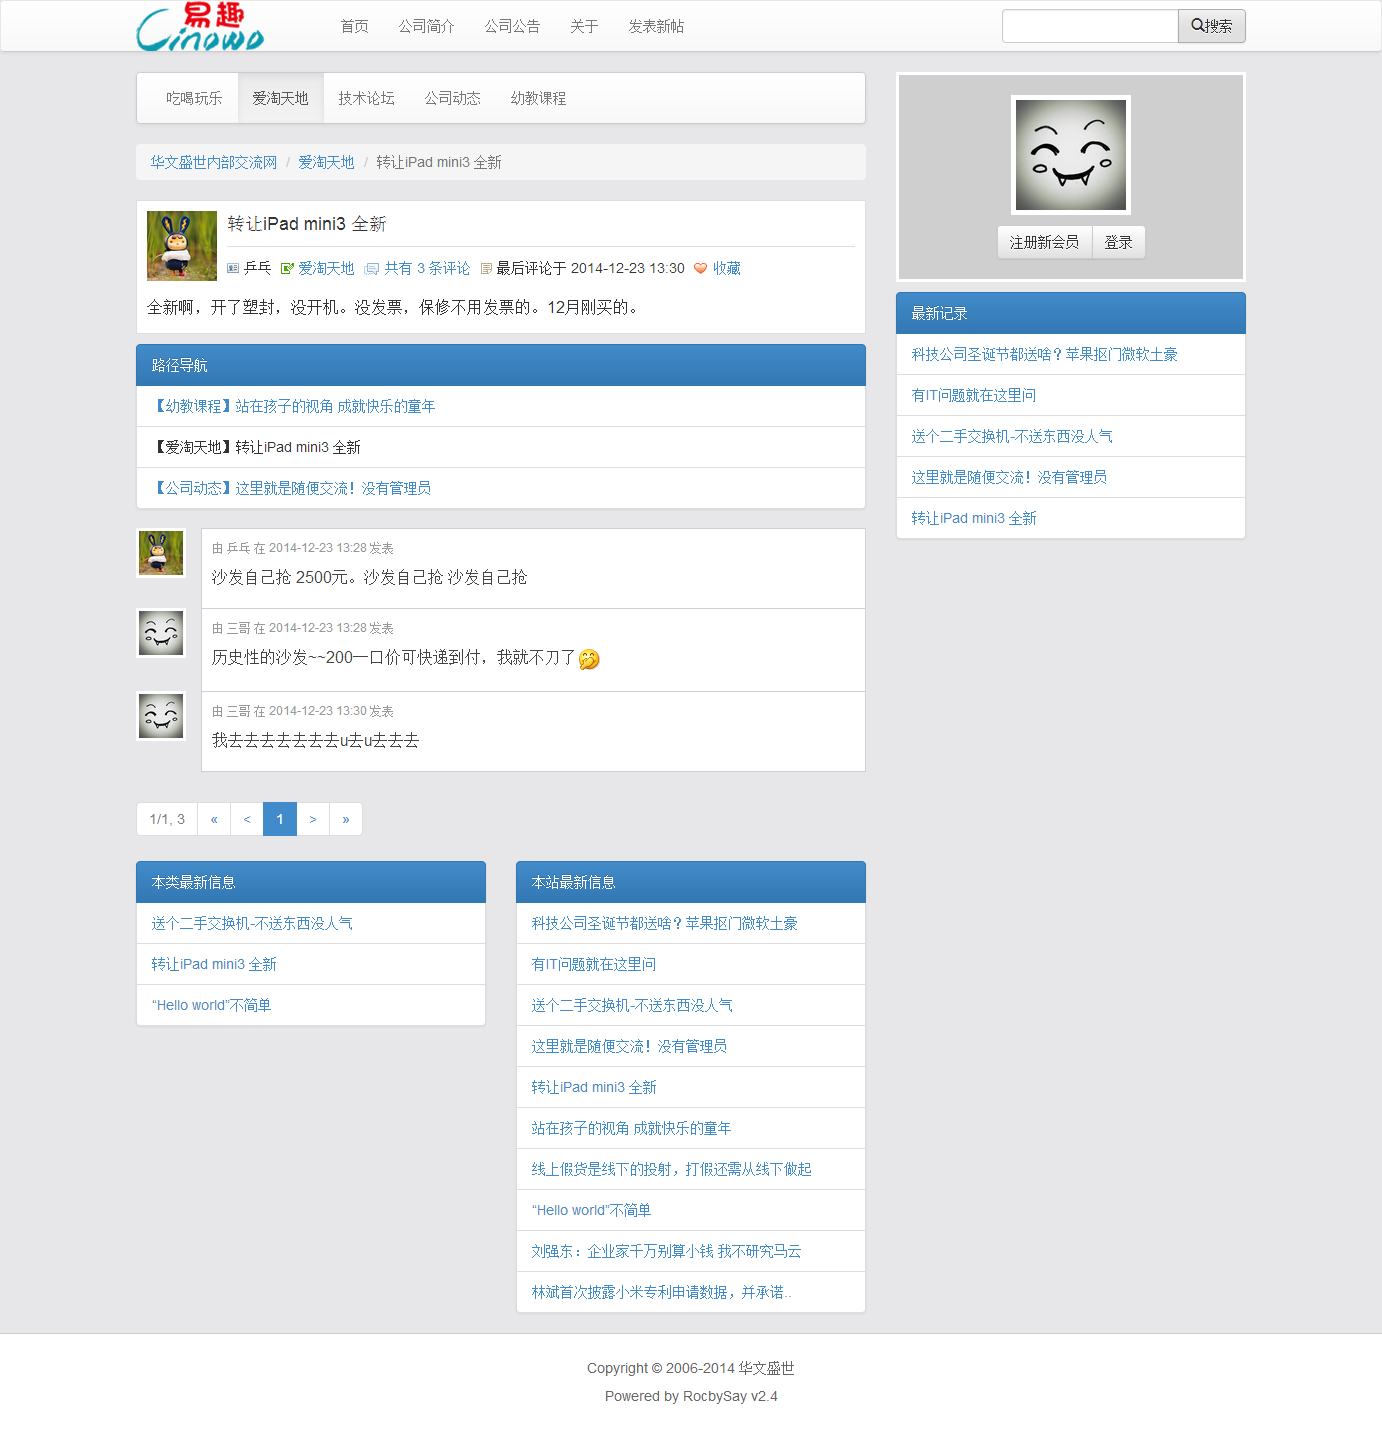 易趣
Cinowo
首页 公司简介 公司公告 关于 发表新帖
搜索
吃喝玩乐 爱淘天地 技术论坛 公司动态 幼教课程
华文盛世内部交流网 / 爱淘天地 / 转让iPad mini3 全新
转让iPad mini3 全新
乒乓 爱淘天地 共有 3 条评论 最后评论于 2014-12-23 13:30 收藏
全新啊，开了塑封，没开机。没发票，保修不用发票的。12月刚买的。
路径导航
【幼教课程】站在孩子的视角 成就快乐的童年
【爱淘天地】转让iPad mini3 全新
【公司动态】这里就是随便交流！没有管理员
由 乒乓 在 2014-12-23 13:28 发表
沙发自己抢 2500元。沙发自己抢 沙发自己抢
由 三哥 在 2014-12-23 13:28 发表
历史性的沙发~~200一口价可快递到付，我就不刀了
由 三哥 在 2014-12-23 13:30 发表
我去去去去去去去u去u去去去
1/1, 3 « < 1 > »
本类最新信息
送个二手交换机-不送东西没人气
转让iPad mini3 全新
“Hello world”不简单
本站最新信息
科技公司圣诞节都送啥？苹果抠门微软土豪
有IT问题就在这里问
送个二手交换机-不送东西没人气
这里就是随便交流！没有管理员
转让iPad mini3 全新
站在孩子的视角 成就快乐的童年
线上假货是线下的投射，打假还需从线下做起
“Hello world”不简单
刘强东：企业家千万别算小钱 我不研究马云
林斌首次披露小米专利申请数据，并承诺..
注册新会员 登录
最新记录
科技公司圣诞节都送啥？苹果抠门微软土豪
有IT问题就在这里问
送个二手交换机-不送东西没人气
这里就是随便交流！没有管理员
转让iPad mini3 全新
Copyright © 2006-2014 华文盛世
Powered by RocbySay v2.4